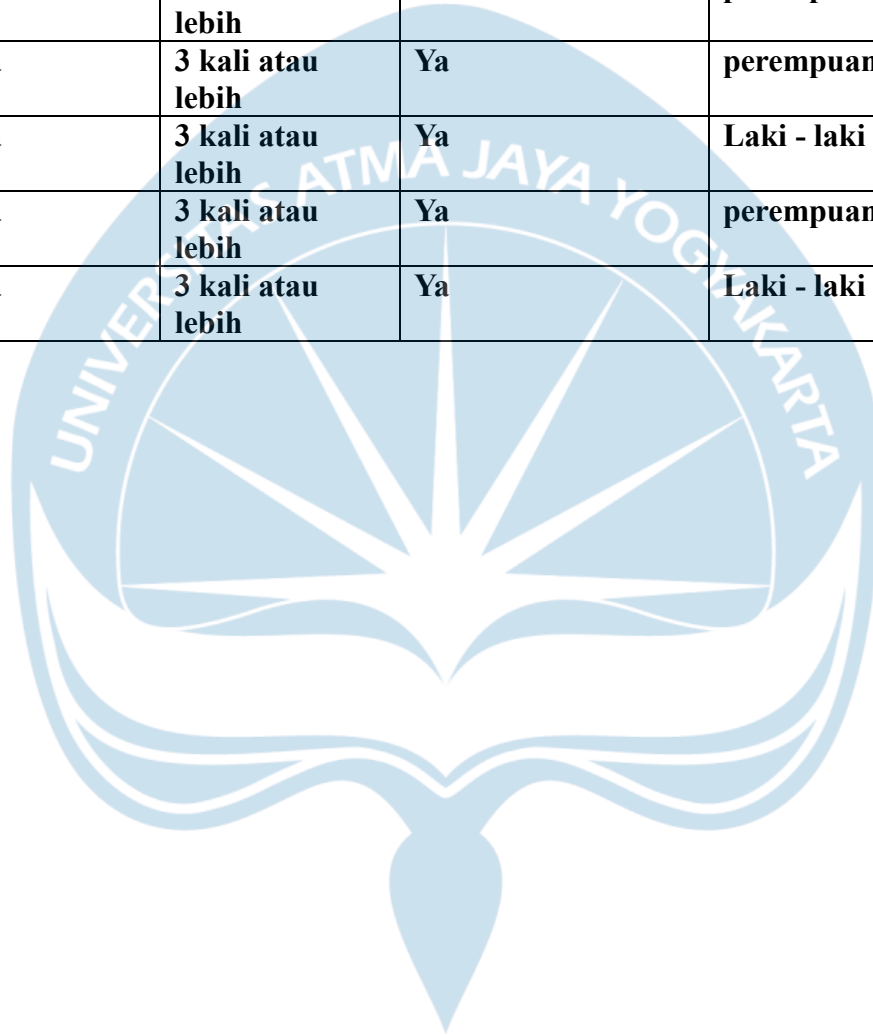 lebih
3 kali atau Ya perempuan
lebih
3 kali atau Ya Laki - laki
lebih
3 kali atau Ya perempuan
lebih
3 kali atau Ya Laki - laki
lebih
UNIVERSITAS ATMA JAYA YOGYAKARTA